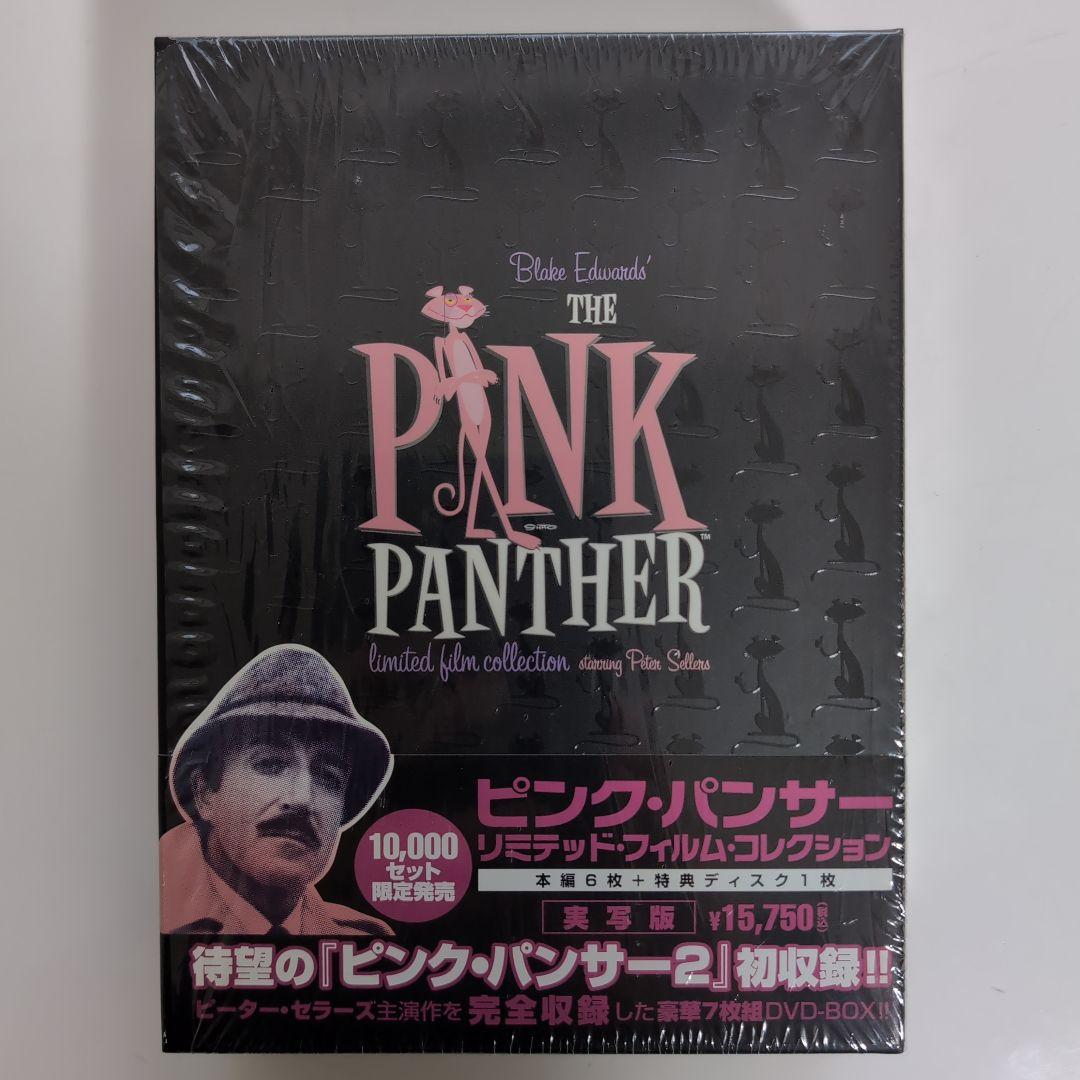 Blake Edwards'
THE
PINK
PANTHER™
limited film collection starring Peter Sellers
ピンク・パンサー
リミテッド・フィルム・コレクション
10,000
セット
限定発売
本編6枚+特典ディスク1枚
実写版 ¥15,750(税込)
待望の『ピンク・パンサー2』初収録!!
ピーター・セラーズ主演作を完全収録した豪華7枚組DVD-BOX!!